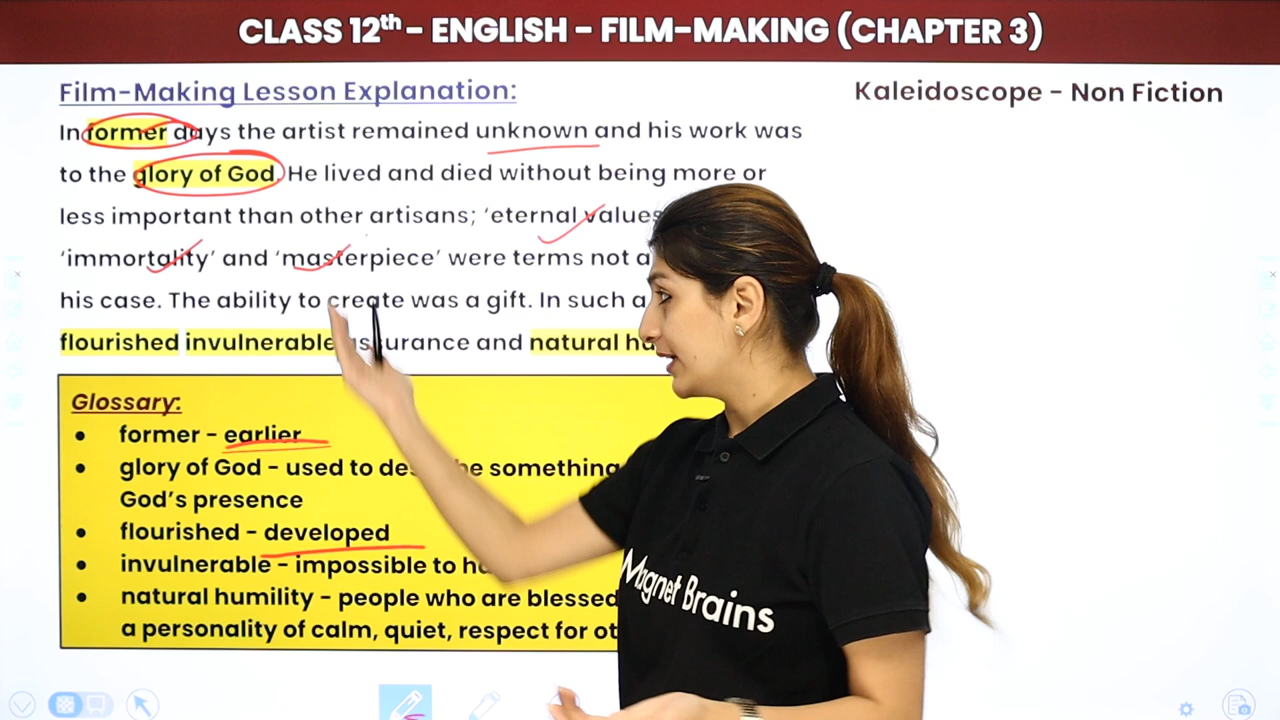 CLASS 12th - ENGLISH - FILM-MAKING (CHAPTER 3)
Film-Making Lesson Explanation:
Kaleidoscope - Non Fiction
In former days the artist remained unknown and his work was
to the glory of God. He lived and died without being more or
less important than other artisans; ‘eternal values
‘immortality’ and ‘masterpiece’ were terms not
his case. The ability to create was a gift. In such a
flourished invulnerable assurance and natural
Glossary:
• former - earlier
• glory of God - used to describe something
God’s presence
• flourished - developed
• invulnerable - impossible to
• natural humility - people who are blessed
a personality of calm, quiet, respect for
Magnet Brains